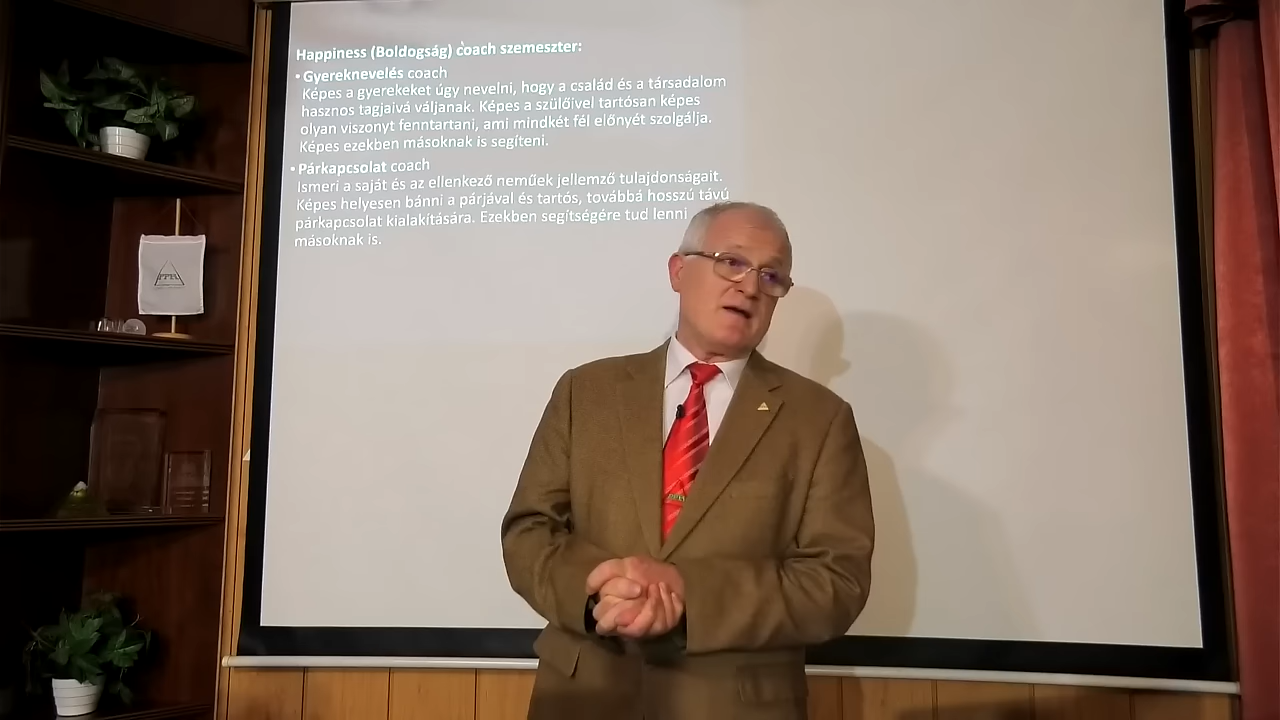 Happiness (Boldogság) coach szemeszter:
• Gyereknevelés coach
Képes a gyerekeket úgy nevelni, hogy a család és a társadalom
hasznos tagjaivá váljanak. Képes a szülőivel tartósan képes
olyan viszonyt fenntartani, ami mindkét fél előnyét szolgálja.
Képes ezekben másoknak is segíteni.
• Párkapcsolat coach
Ismeri a saját és az ellenkező neműek jellemző tulajdonságait.
Képes helyesen bánni a párjával és tartós, továbbá hosszú távú
párkapcsolat kialakítására. Ezekben segítségére tud lenni
másoknak is.